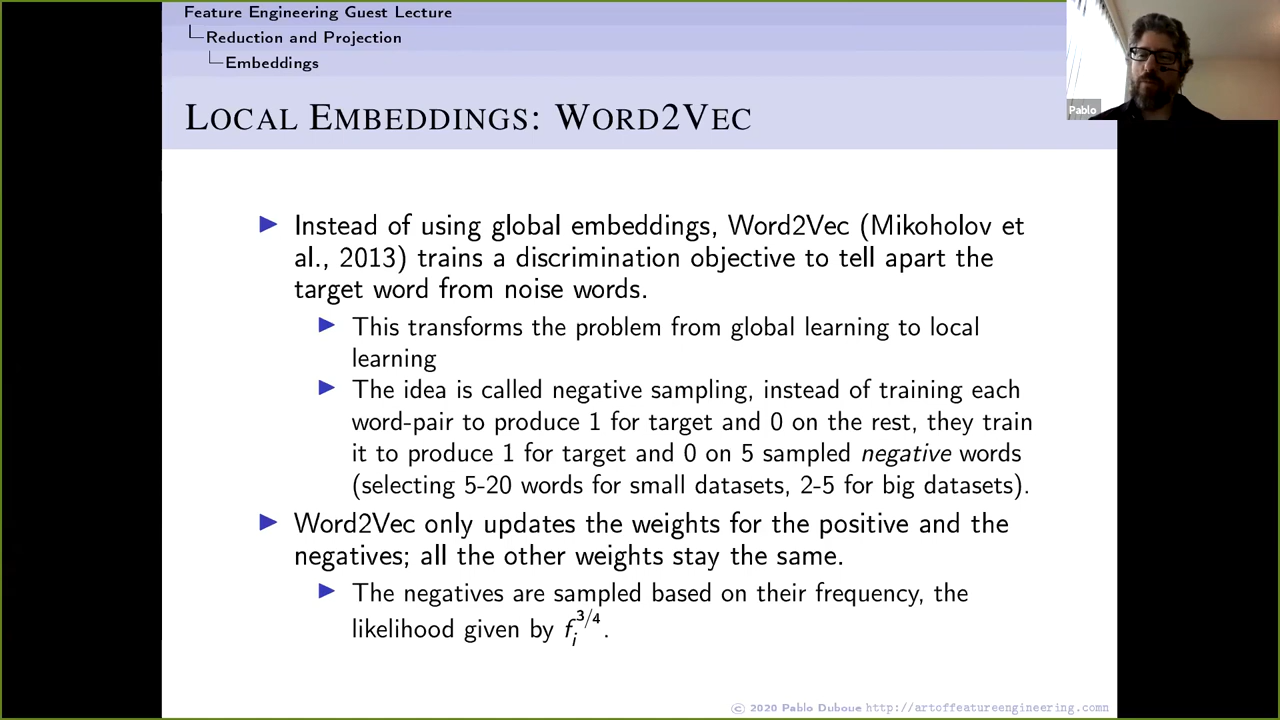 Feature Engineering Guest Lecture
Reduction and Projection
Embeddings
Pablo
LOCAL EMBEDDINGS: WORD2VEC
Instead of using global embeddings, Word2Vec (Mikoholov et
al., 2013) trains a discrimination objective to tell apart the
target word from noise words.
This transforms the problem from global learning to local
learning
The idea is called negative sampling, instead of training each
word-pair to produce 1 for target and 0 on the rest, they train
it to produce 1 for target and 0 on 5 sampled negative words
(selecting 5-20 words for small datasets, 2-5 for big datasets).
Word2Vec only updates the weights for the positive and the
negatives; all the other weights stay the same.
The negatives are sampled based on their frequency, the
likelihood given by f_i^{3/4}.
© 2020 Pablo Duboue http://artoffeatureengineering.comn